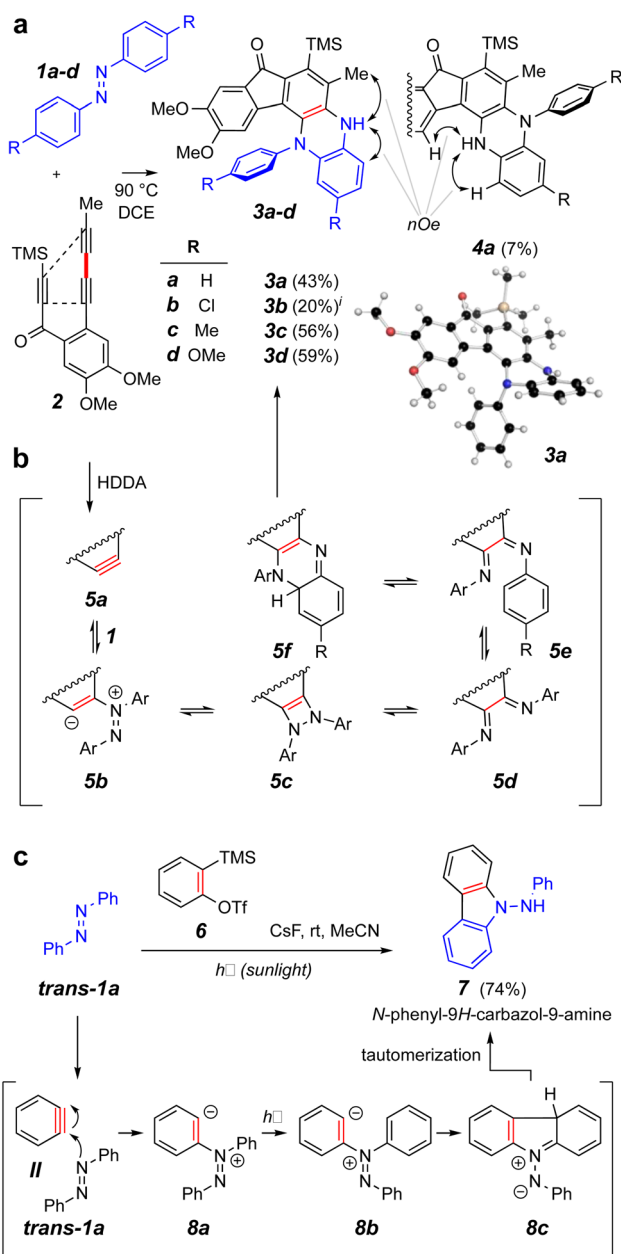 a
R
1a-d
N
N
R
+
90 °C
DCE
Me
TMS
O
OMe
OMe
2
O
TMS
Me
MeO
MeO
N
NH
R
R
3a-d
O
TMS
Me
R
N
HN
H
H
R
nOe
4a (7%)
R
a H 3a (43%)
b Cl 3b (20%)i
c Me 3c (56%)
d OMe 3d (59%)
3a
b
HDDA
5a
1
ArN
N
H
R
5f
N
N
Ar
R
5e
⊕
N
Ar
⊖
N
Ar
5b
N
N
Ar
Ar
5c
N
Ar
N
Ar
5d
c
Ph
N
N
Ph
trans-1a
TMS
OTf
6
CsF, rt, MeCN
h□ (sunlight)
Ph
N
NH
7 (74%)
N-phenyl-9H-carbazol-9-amine
tautomerization
II
Ph
N
N
Ph
trans-1a
⊖
Ph
N
⊕
N
Ph
8a
h□
⊖
N
⊕
N
Ph
8b
H
N
⊕
N
Ph
⊖
8c